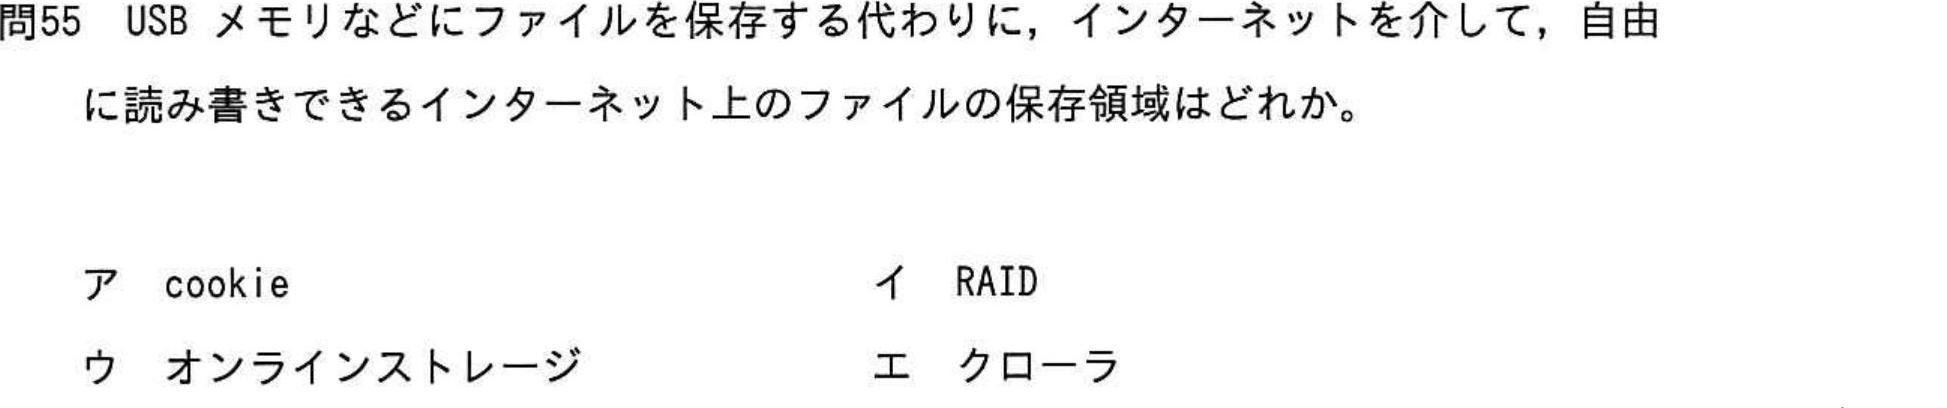 問55　USB メモリなどにファイルを保存する代わりに，インターネットを介して，自由
に読み書きできるインターネット上のファイルの保存領域はどれか。
ア　cookie　イ　RAID
ウ　オンラインストレージ　エ　クローラ